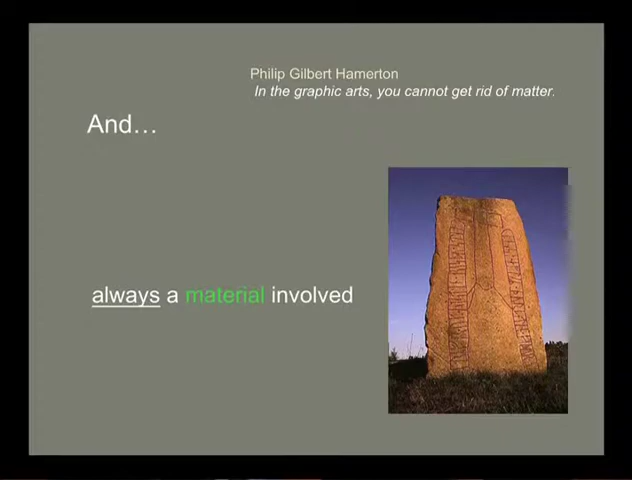 Philip Gilbert Hamerton
In the graphic arts, you cannot get rid of matter.
And…
always a material involved